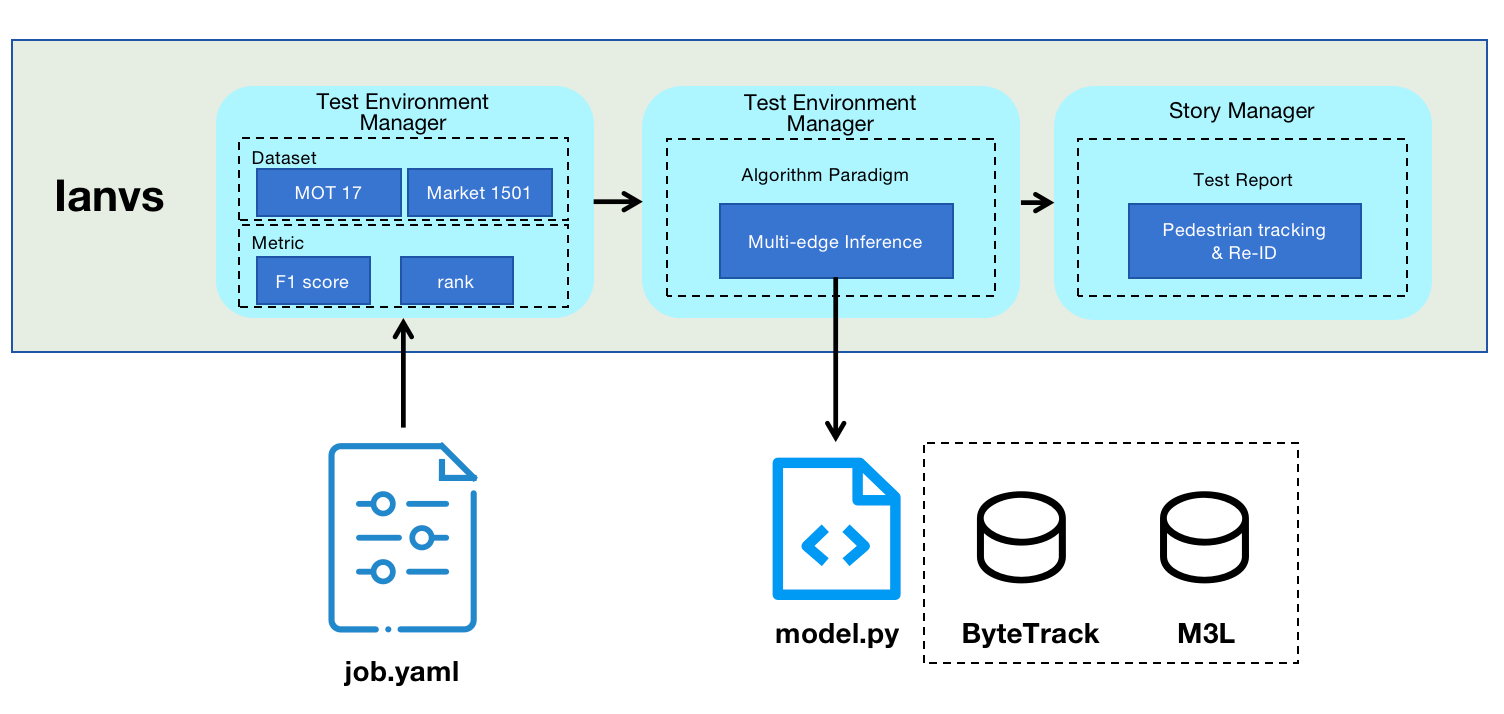 Ianvs
Test Environment
Manager
Dataset
MOT 17
Market 1501
Metric
F1 score
rank
Test Environment
Manager
Algorithm Paradigm
Multi-edge Inference
Story Manager
Test Report
Pedestrian tracking
& Re-ID
job.yaml
model.py
ByteTrack
M3L